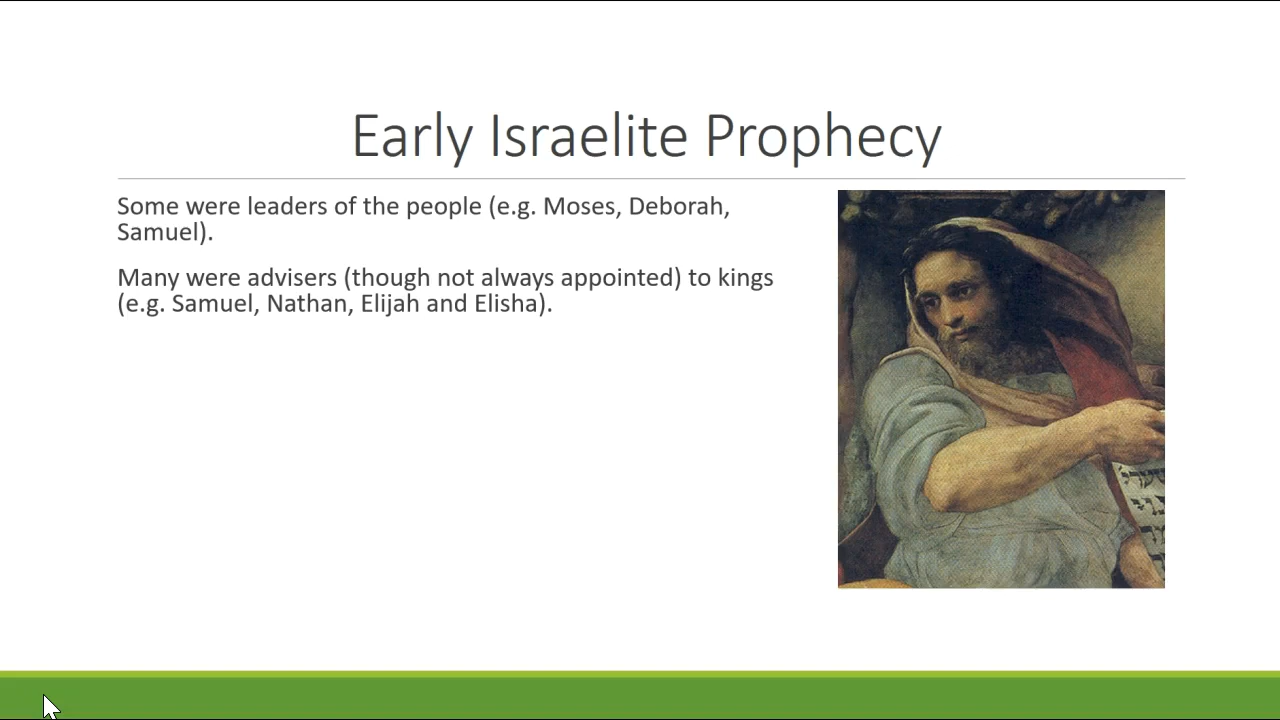 Early Israelite Prophecy
Some were leaders of the people (e.g. Moses, Deborah,
Samuel).
Many were advisers (though not always appointed) to kings
(e.g. Samuel, Nathan, Elijah and Elisha).